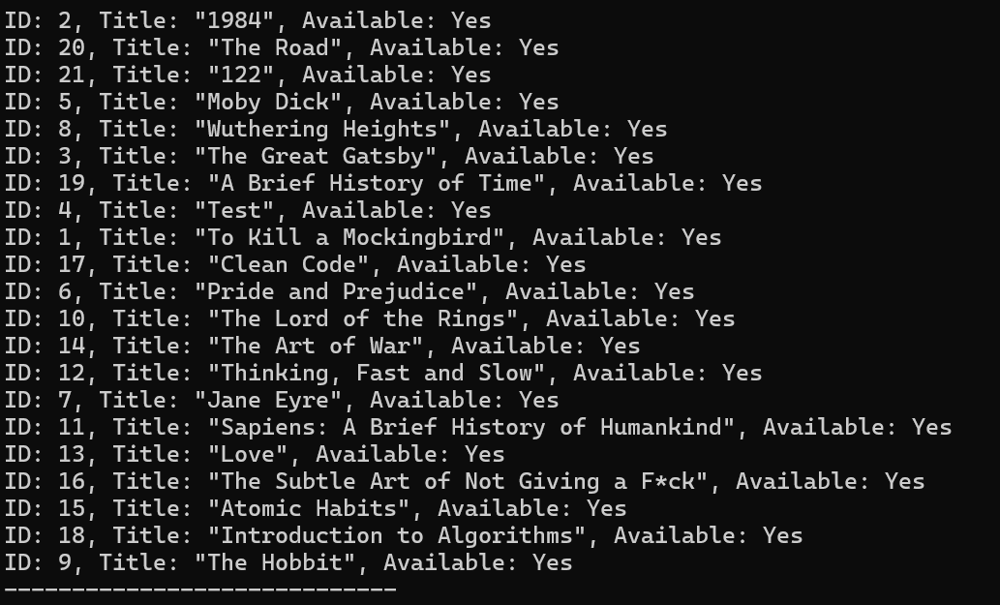 ID: 2, Title: "1984", Available: Yes
ID: 20, Title: "The Road", Available: Yes
ID: 21, Title: "122", Available: Yes
ID: 5, Title: "Moby Dick", Available: Yes
ID: 8, Title: "Wuthering Heights", Available: Yes
ID: 3, Title: "The Great Gatsby", Available: Yes
ID: 19, Title: "A Brief History of Time", Available: Yes
ID: 4, Title: "Test", Available: Yes
ID: 1, Title: "To Kill a Mockingbird", Available: Yes
ID: 17, Title: "Clean Code", Available: Yes
ID: 6, Title: "Pride and Prejudice", Available: Yes
ID: 10, Title: "The Lord of the Rings", Available: Yes
ID: 14, Title: "The Art of War", Available: Yes
ID: 12, Title: "Thinking, Fast and Slow", Available: Yes
ID: 7, Title: "Jane Eyre", Available: Yes
ID: 11, Title: "Sapiens: A Brief History of Humankind", Available: Yes
ID: 13, Title: "Love", Available: Yes
ID: 16, Title: "The Subtle Art of Not Giving a F*ck", Available: Yes
ID: 15, Title: "Atomic Habits", Available: Yes
ID: 18, Title: "Introduction to Algorithms", Available: Yes
ID: 9, Title: "The Hobbit", Available: Yes
-----------------------------